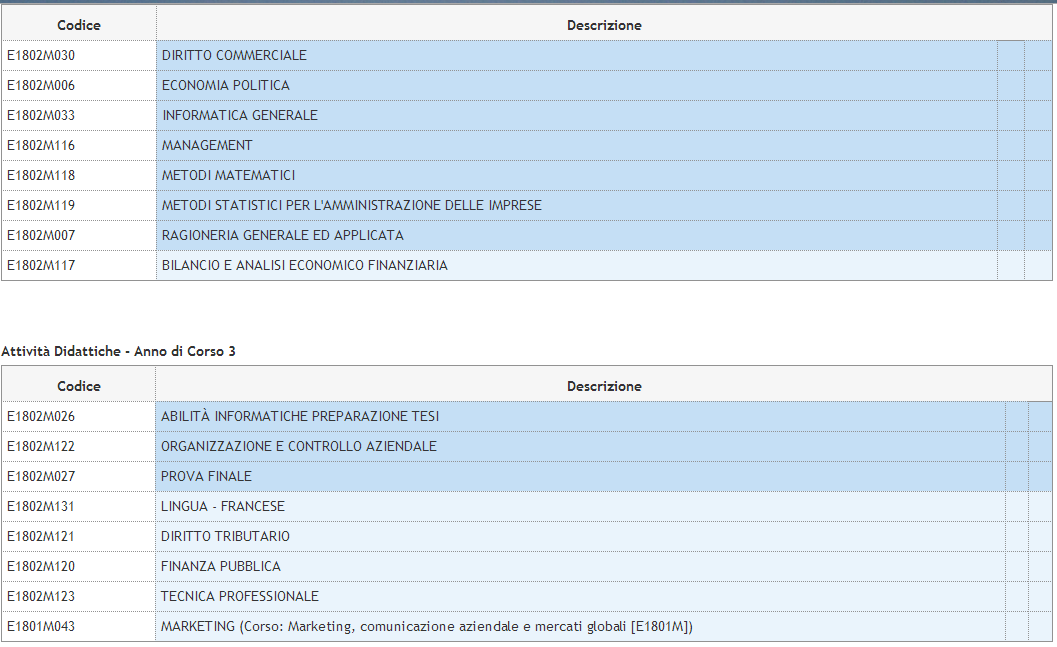 Codice Descrizione
E1802M030 DIRITTO COMMERCIALE
E1802M006 ECONOMIA POLITICA
E1802M033 INFORMATICA GENERALE
E1802M116 MANAGEMENT
E1802M118 METODI MATEMATICI
E1802M119 METODI STATISTICI PER L'AMMINISTRAZIONE DELLE IMPRESE
E1802M007 RAGIONERIA GENERALE ED APPLICATA
E1802M117 BILANCIO E ANALISI ECONOMICO FINANZIARIA
Attività Didattiche - Anno di Corso 3
Codice Descrizione
E1802M026 ABILITÀ INFORMATICHE PREPARAZIONE TESI
E1802M122 ORGANIZZAZIONE E CONTROLLO AZIENDALE
E1802M027 PROVA FINALE
E1802M131 LINGUA - FRANCESE
E1802M121 DIRITTO TRIBUTARIO
E1802M120 FINANZA PUBBLICA
E1802M123 TECNICA PROFESSIONALE
E1801M043 MARKETING (Corso: Marketing, comunicazione aziendale e mercati globali [E1801M])